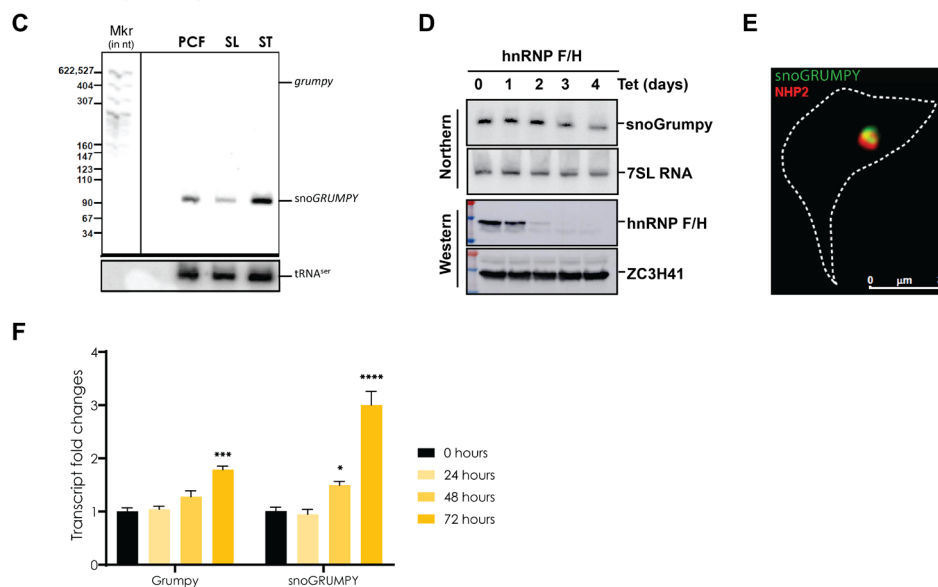 C
Mkr
(in nt)
PCF SL ST
622,527
404
307
160
147
123
110
90
67
34
grumpy
snoGRUMPY
tRNAser
D
hnRNP F/H
0 1 2 3 4 Tet (days)
Northern
snoGrumpy
7SL RNA
Western
hnRNP F/H
ZC3H41
E
snoGRUMPY
NHP2
0 µm
F
Transcript fold changes
4
3
2
1
0
***
*
****
Grumpy
snoGRUMPY
0 hours
24 hours
48 hours
72 hours